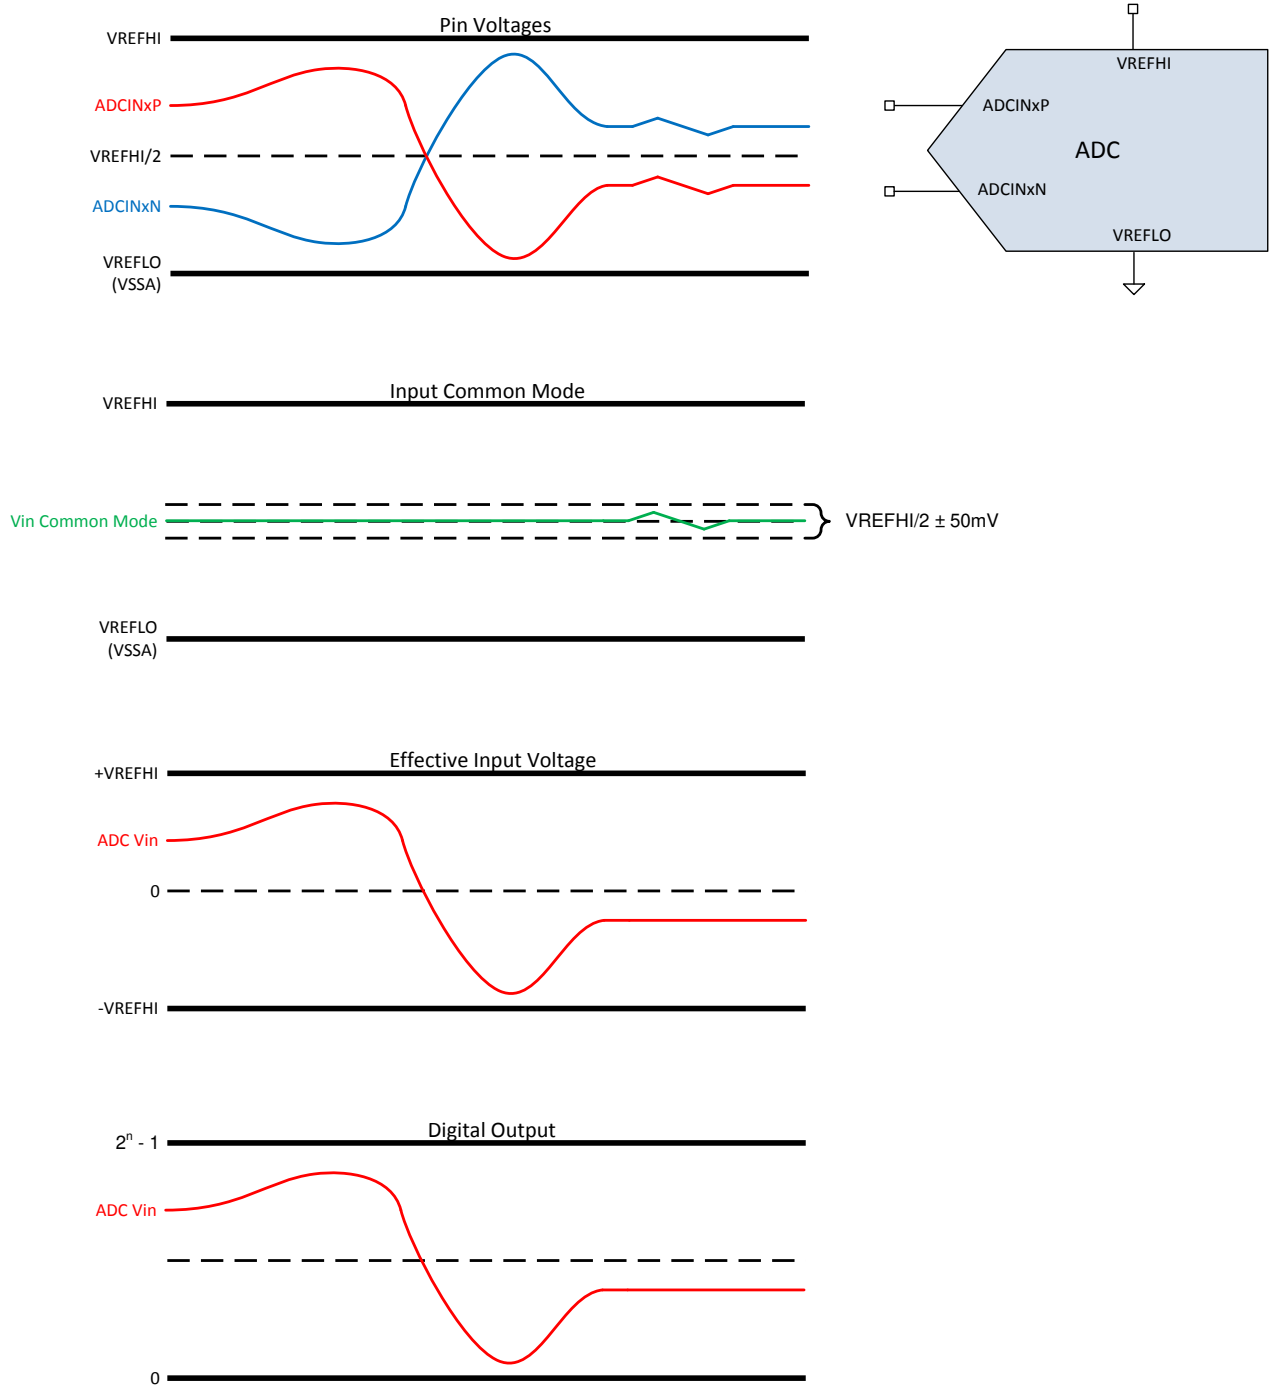 Pin Voltages
VREFHI
ADCINxP
VREFHI/2
ADCINxN
VREFLO
(VSSA)
VREFHI
ADCINxP
ADC
ADCINxN
VREFLO
Input Common Mode
VREFHI
Vin Common Mode
VREFHI/2 ± 50mV
VREFLO
(VSSA)
Effective Input Voltage
+VREFHI
ADC Vin
0
-VREFHI
Digital Output
2ⁿ - 1
ADC Vin
0